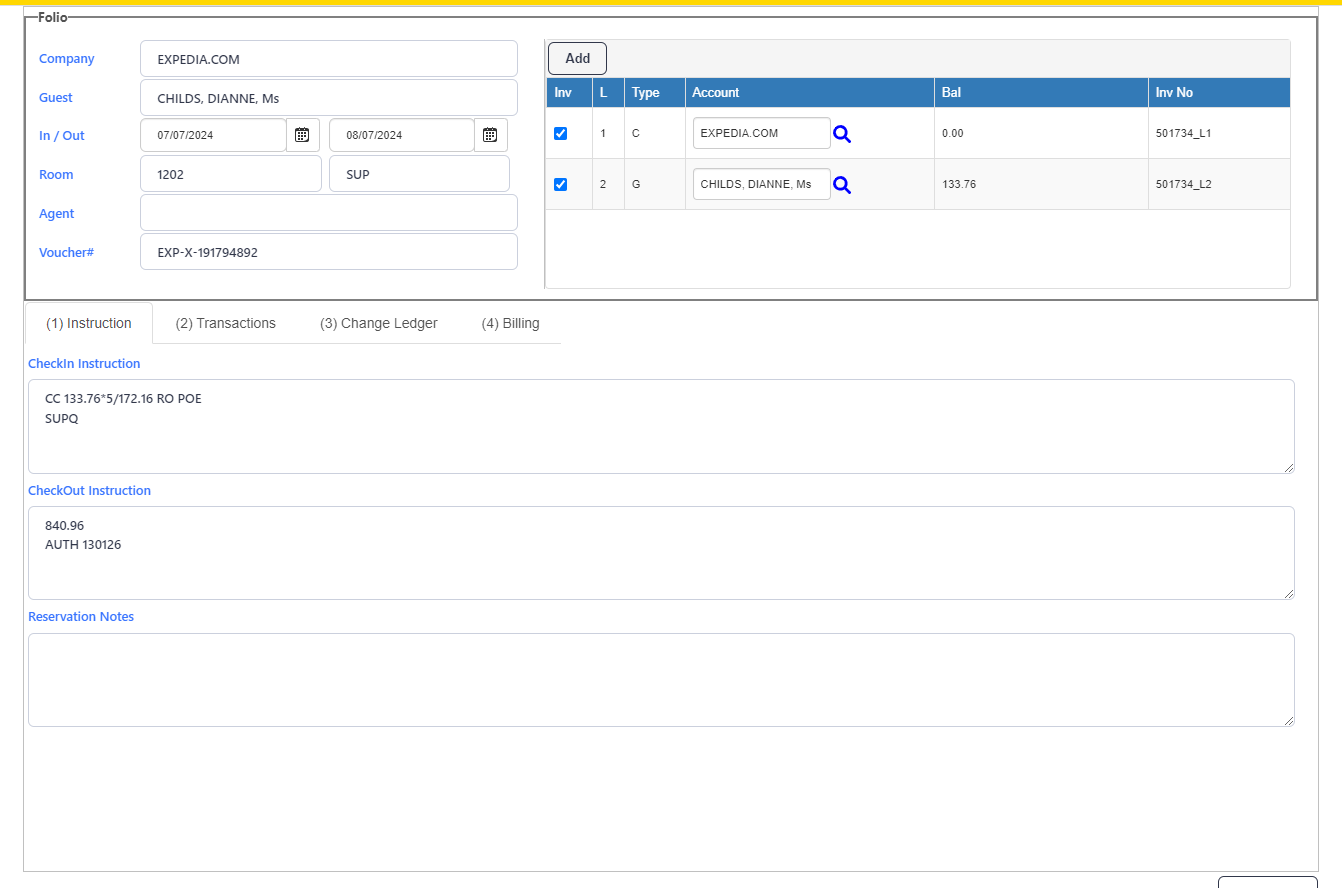 Folio
Company EXPEDIA.COM
Guest CHILDS, DIANNE, Ms
In / Out 07/07/2024 08/07/2024
Room 1202 SUP
Agent
Voucher# EXP-X-191794892
Add
Inv L Type Account Bal Inv No
1 C EXPEDIA.COM 0.00 501734_L1
2 G CHILDS, DIANNE, Ms 133.76 501734_L2
(1) Instruction (2) Transactions (3) Change Ledger (4) Billing
CheckIn Instruction
CC 133.76*5/172.16 RO POE
SUPQ
CheckOut Instruction
840.96
AUTH 130126
Reservation Notes